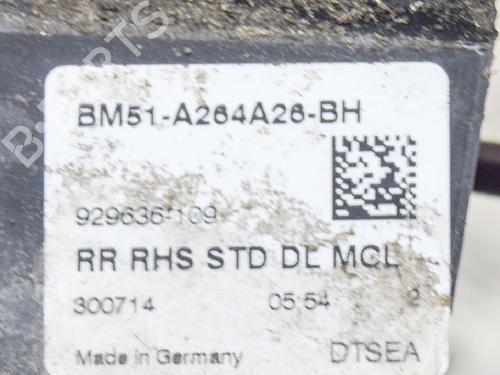 BM51-A264A26-BH
929636-109
RR RHS STD DL MCL
300714 05:54 2
Made in Germany DTSEA